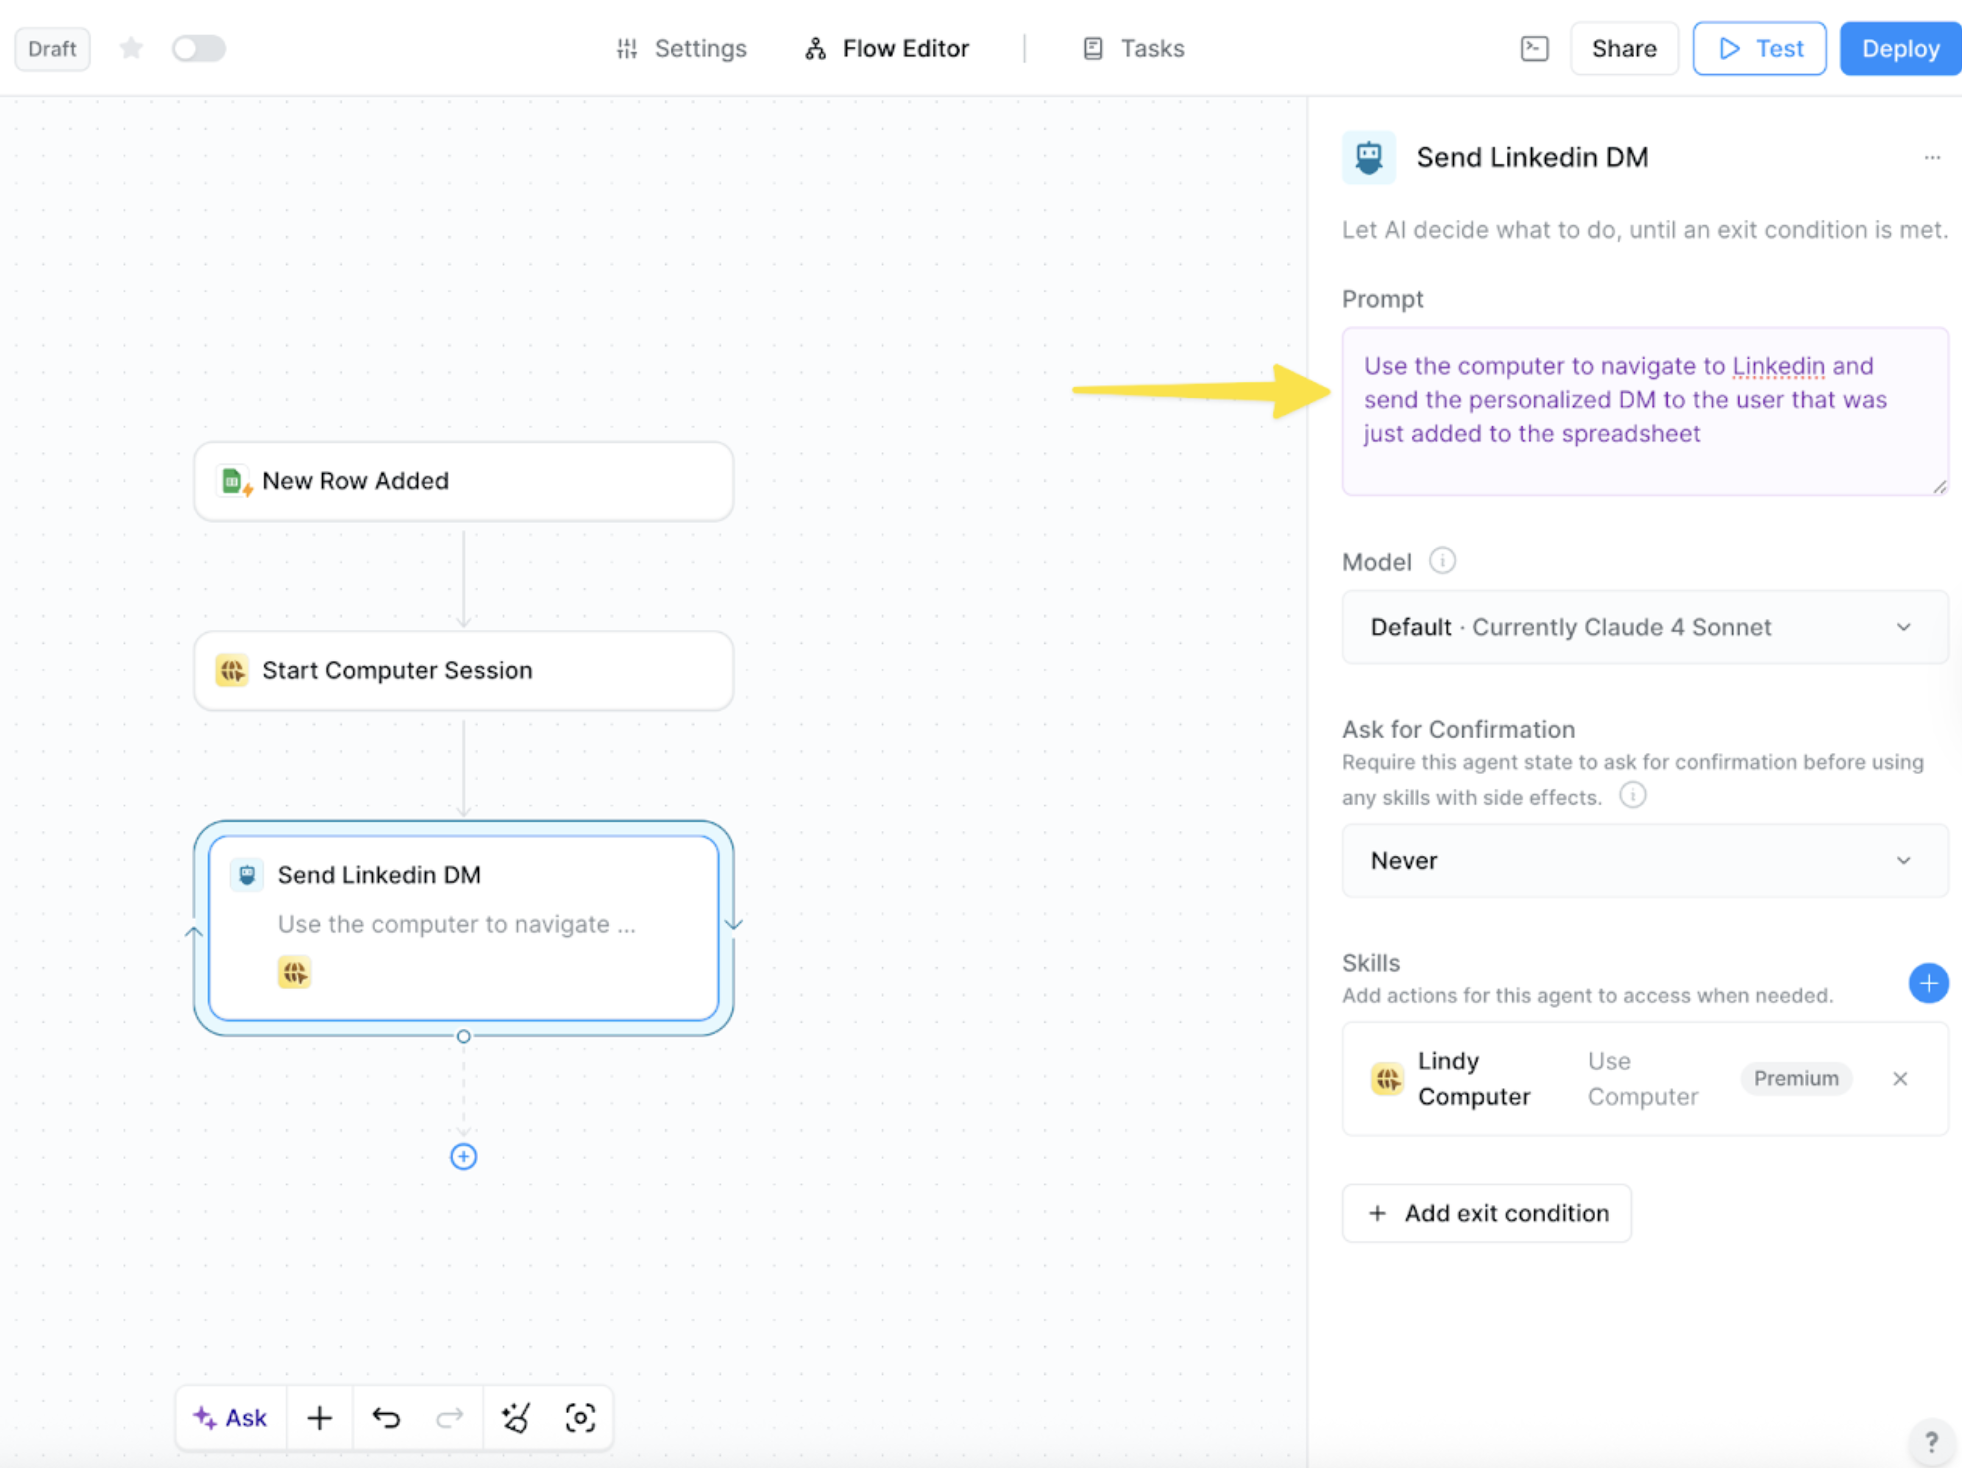 Draft
Settings
Flow Editor
Tasks
Share
Test
Deploy
New Row Added
Start Computer Session
Send Linkedin DM
Use the computer to navigate ...
Ask
Send Linkedin DM
Let AI decide what to do, until an exit condition is met.
Prompt
Use the computer to navigate to Linkedin and
send the personalized DM to the user that was
just added to the spreadsheet
Model
Default · Currently Claude 4 Sonnet
Ask for Confirmation
Require this agent state to ask for confirmation before using
any skills with side effects.
Never
Skills
Add actions for this agent to access when needed.
Lindy
Computer
Use
Computer
Premium
Add exit condition
?